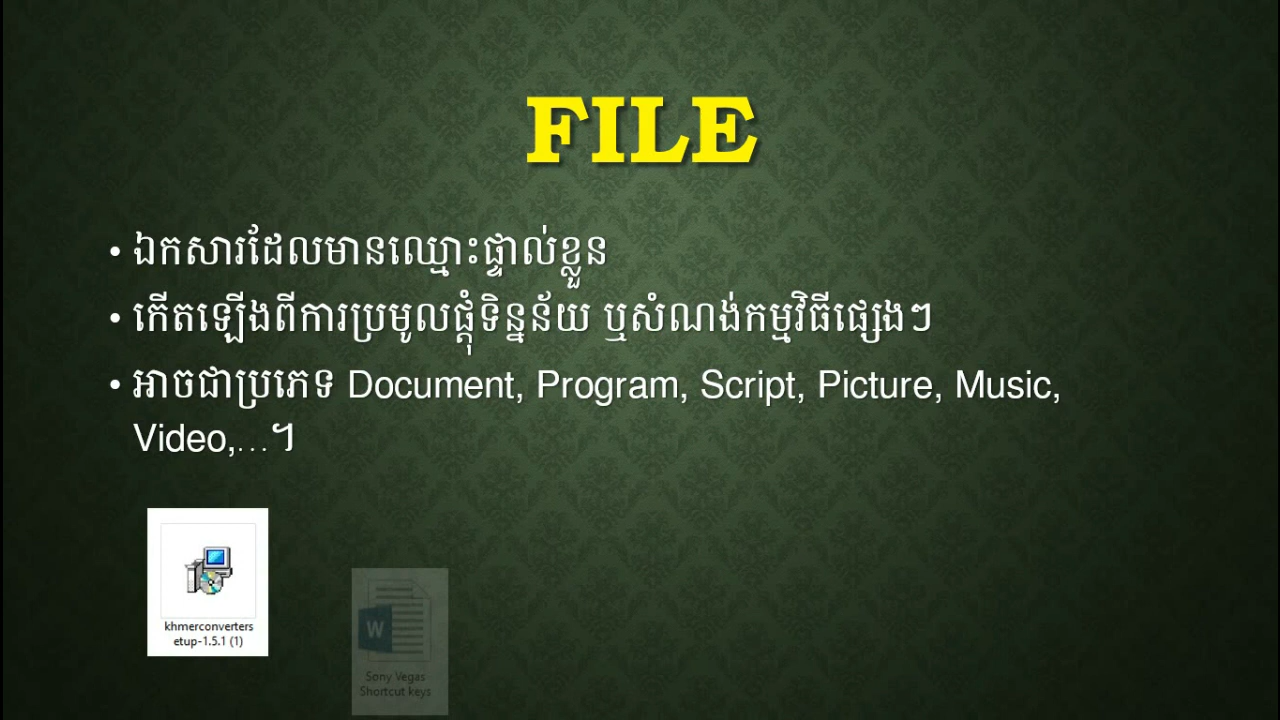 FILE
• ឯកសារដែលមានឈ្មោះផ្ទាល់ខ្លួន
• កើតឡើងពីការប្រមូលផ្តុំទិន្នន័យ ឬសំណង់កម្មវិធីផ្សេងៗ
• អាចជាប្រភេទ Document, Program, Script, Picture, Music,
Video,…។
khmerconverters
etup-1.5.1 (1)
Sony Vegas
Shortcut keys